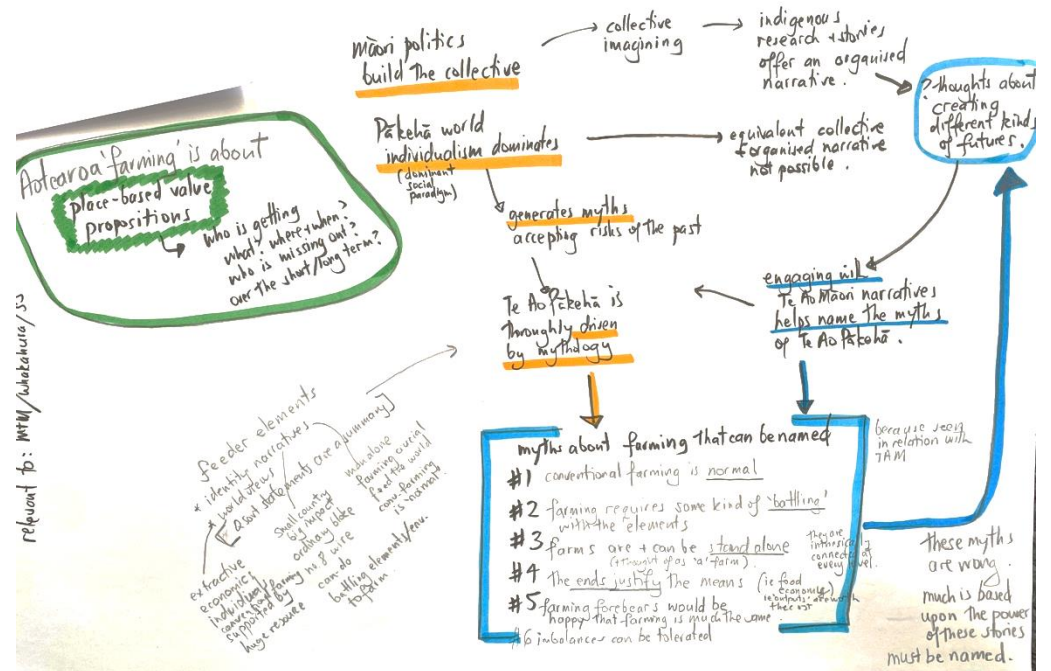 māori politics
build the collective
collective
imagining
indigenous
research + stories
offer an organised
narrative.
? thoughts about
creating
different kinds
of futures.
Pākehā world
individualism dominates
(dominant
social
paradigm)
equivalent collective
+ organised narrative
not possible.
generates myths
accepting risks of the past
Te Ao Pākehā is
thoroughly driven
by mythology
engaging with
Te Ao Māori narratives
helps name the myths
of Te Ao Pākehā.
Aotearoa 'farming' is about
place-based value
propositions
who is getting
what? where + when?
who is missing out?
over the short/long term?
relevant to: MTM/whakahura/
feeder elements
* identity narratives
* world views
Q sort statements are a summary]
extractive
economics
individual
conventional farming
supported by
huge resource
small country
big impact
ordinary bloke
no. 8 wire
can-do
battling elements/env.
to farm
man alone
farming crucial
feed the world
conv. farming
is 'normal'
myths about farming that can be named
#1 conventional farming is normal
#2 farming requires some kind of 'battling'
with the elements
#3 farms are + can be stand alone
(+ thought of as 'a' farm).
They are
intrinsically
connected at
every level.
#4 The ends justify the means
(ie food
economics)
ie outputs are worth
the cost
#5 farming forebears would be
happy that farming is much the same.
#6 imbalances can be tolerated
because seen
in relation with
TAM
these myths
are wrong.
much is based
upon the power
of these stories
must be named.